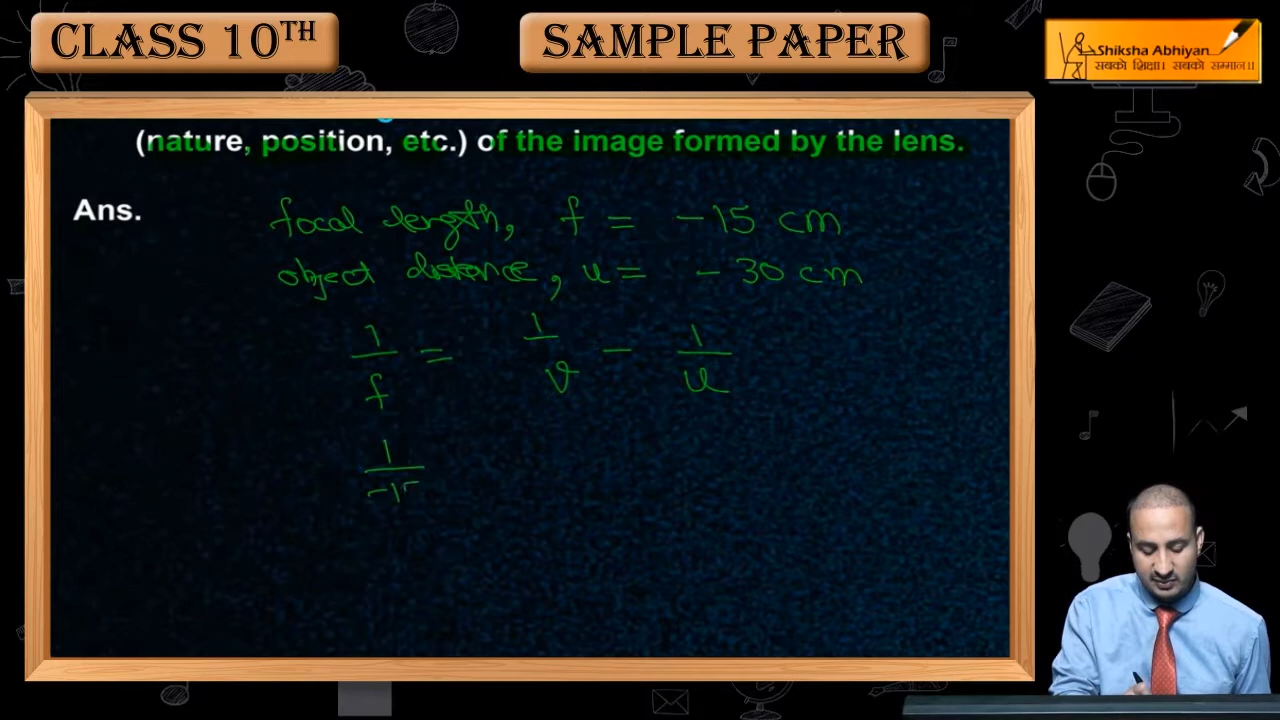 CLASS 10TH
SAMPLE PAPER
Shiksha Abhiyan
सबको शिक्षा। सबको सम्मान।।
(nature, position, etc.) of the image formed by the lens.
Ans.
focal length, f = -15 cm
object distance, u = -30 cm
1/f = 1/v - 1/u
1/-15